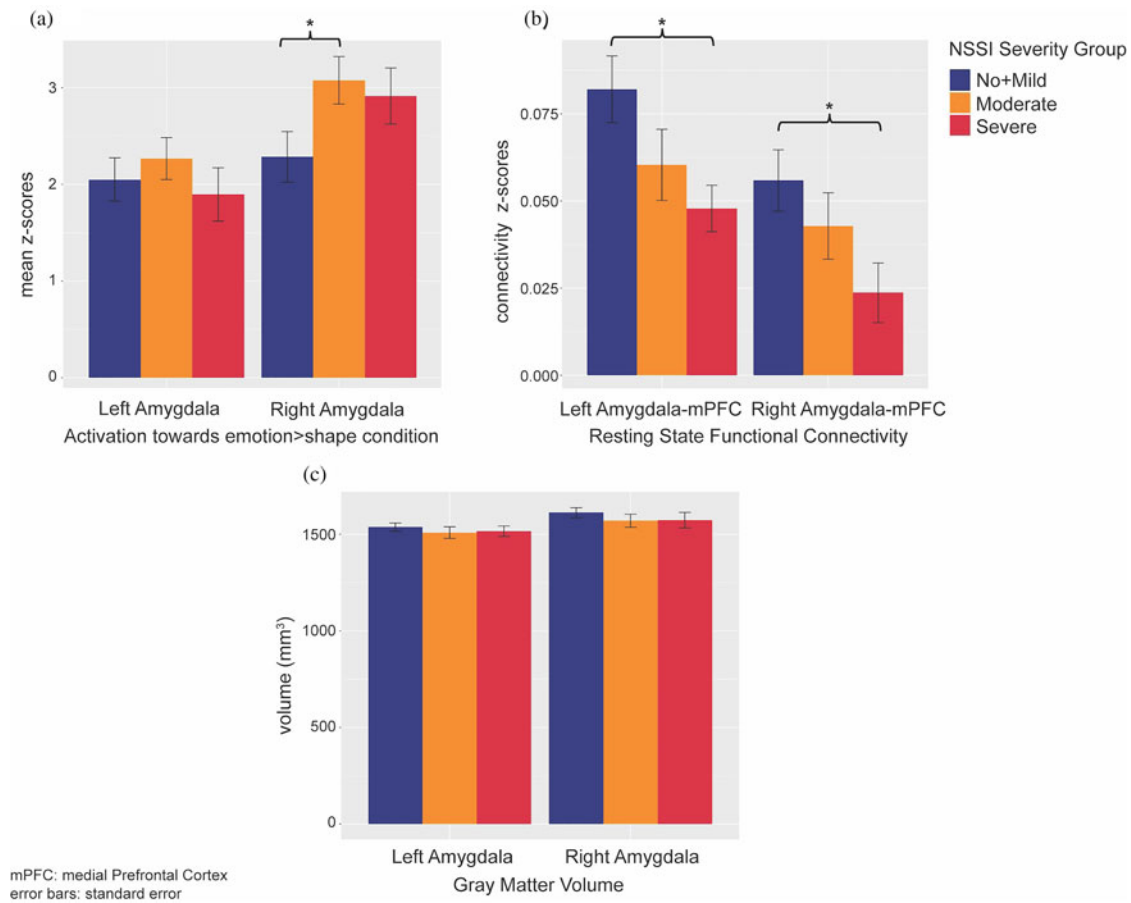 (a)
*
mean z-scores
3
2
1
0
Left Amygdala
Right Amygdala
Activation towards emotion>shape condition
(b)
*
*
connectivity z-scores
0.075
0.050
0.025
0.000
Left Amygdala-mPFC
Right Amygdala-mPFC
Resting State Functional Connectivity
NSSI Severity Group
No+Mild
Moderate
Severe
(c)
volume (mm³)
1500
1000
500
0
Left Amygdala
Right Amygdala
Gray Matter Volume
mPFC: medial Prefrontal Cortex
error bars: standard error